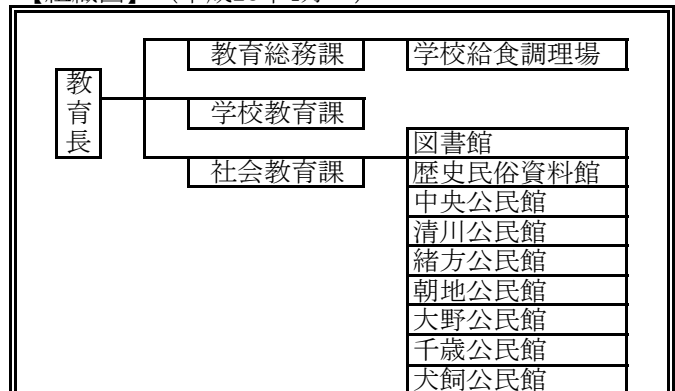 教育総務課 学校給食調理場
教育長
学校教育課
図書館
社会教育課 歴史民俗資料館
中央公民館
清川公民館
緒方公民館
朝地公民館
大野公民館
千歳公民館
犬飼公民館